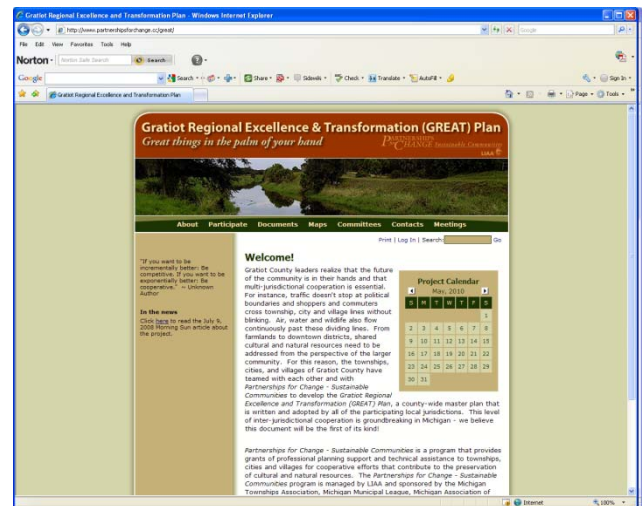 Gratiot Regional Excellence and Transformation Plan - Windows Internet Explorer
http://www.partnershipsforchange.cc/great/
Google
File Edit View Favorites Tools Help
Norton Norton Safe Search Search
Google Search Share Sidewiki Check Translate AutoFill Sign In
Gratiot Regional Excellence and Transformation Plan
Page Tools
Gratiot Regional Excellence & Transformation (GREAT) Plan
Great things in the palm of your hand
PARTNERSHIPS
For CHANGE Sustainable Communities
LIAA
About Participate Documents Maps Committees Contacts Meetings
Print | Log In | Search: Go
"If you want to be
incrementally better: Be
competitive. If you want to be
exponentially better: Be
cooperative." ~ Unknown
Author
In the news
Click here to read the July 9,
2008 Morning Sun article about
the project.
Welcome!
Gratiot County leaders realize that the future
of the community is in their hands and that
multi-jurisdictional cooperation is essential.
For instance, traffic doesn't stop at political
boundaries and shoppers and commuters
cross township, city and village lines without
blinking. Air, water and wildlife also flow
continuously past these dividing lines. From
farmlands to downtown districts, shared
cultural and natural resources need to be
addressed from the perspective of the larger
community. For this reason, the townships,
cities, and villages of Gratiot County have
teamed with each other and with
Partnerships for Change - Sustainable
Communities to develop the Gratiot Regional
Excellence and Transformation (GREAT) Plan, a county-wide master plan that
is written and adopted by all of the participating local jurisdictions. This level
of inter-jurisdictional cooperation is groundbreaking in Michigan - we believe
this document will be the first of its kind!
Project Calendar
May, 2010
S M T W T F S
1
2 3 4 5 6 7 8
9 10 11 12 13 14 15
16 17 18 19 20 21 22
23 24 25 26 27 28 29
30 31
Partnerships for Change - Sustainable Communities is a program that provides
grants of professional planning support and technical assistance to townships,
cities and villages for cooperative efforts that contribute to the preservation
of cultural and natural resources. The Partnerships for Change - Sustainable
Communities program is managed by LIAA and sponsored by the Michigan
Townships Association, Michigan Municipal League, Michigan Association of
Internet 100%